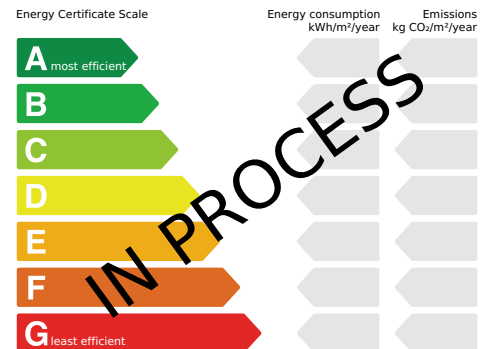 Energy Certificate Scale
Energy consumption
kWh/m²/year
Emissions
kg CO₂/m²/year
A most efficient
B
C
D
E
F
G least efficient
IN PROCESS